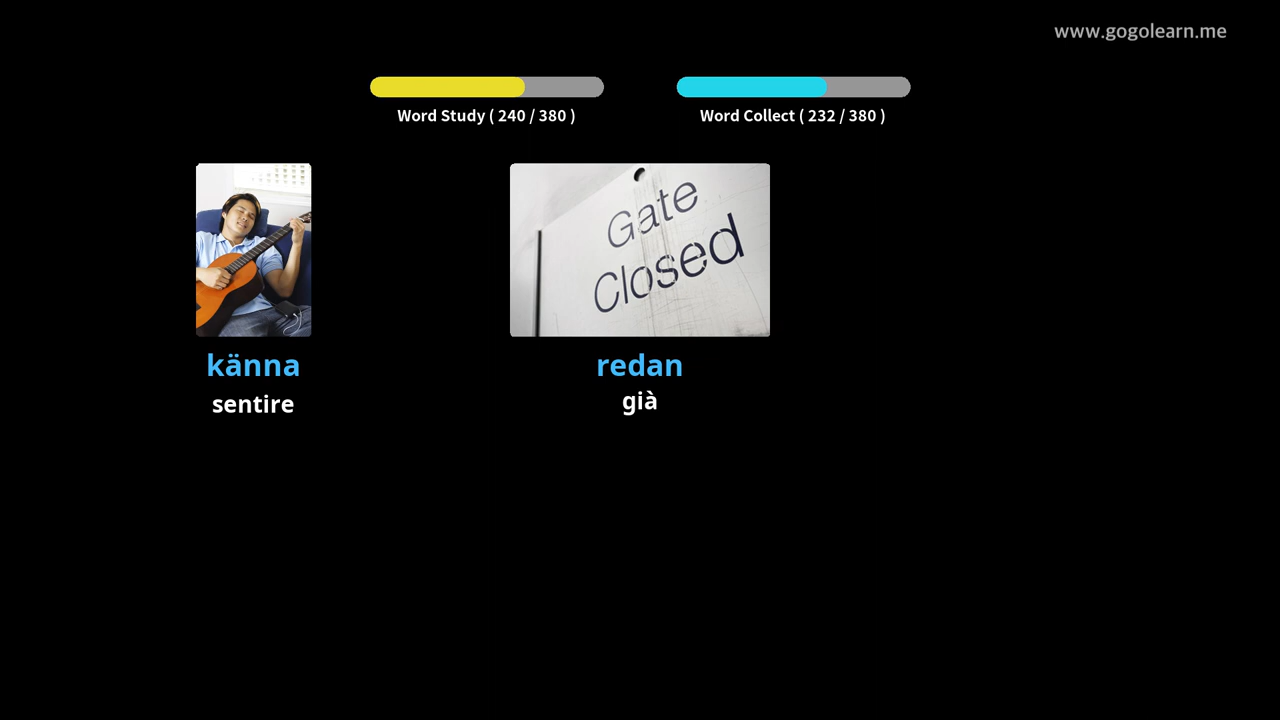 www.gogolearn.me
Word Study ( 240 / 380 )
Word Collect ( 232 / 380 )
Gate
Closed
känna
sentire
redan
già